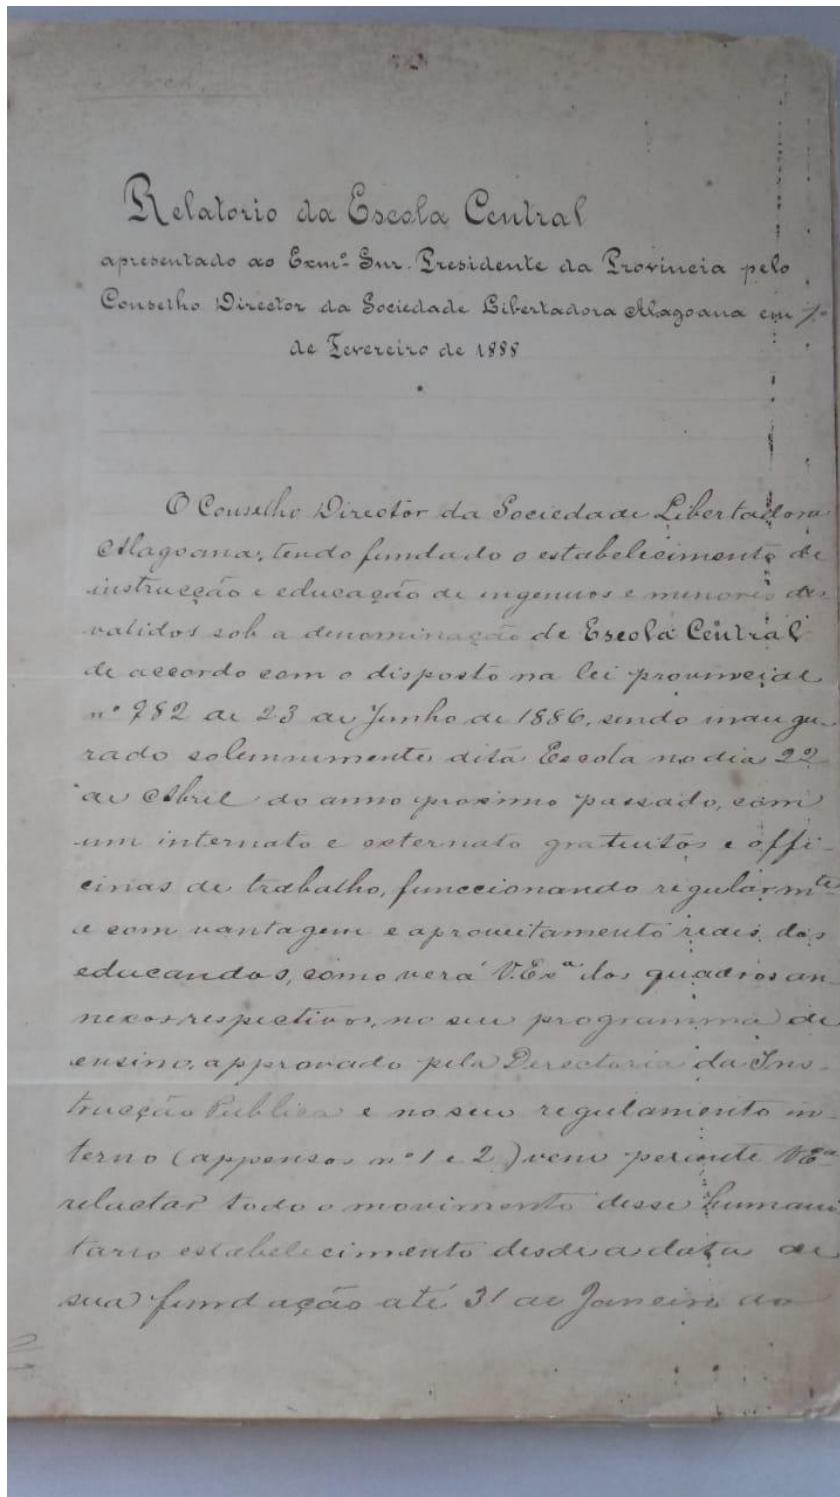 Relatorio da Escola Central
apresentado ao Exmº Snr. Presidente da Provincia pelo
Conselho Director da Sociedade Libertadora Alagoana em 1º
de Fevereiro de 1888
O Conselho Director da Sociedade Libertadora
Alagoana, tendo fundado o estabelecimento de
instrucção e educação de ingenuos e menores des-
validos sob a denominação de Escola Central
de accordo com o disposto na lei provincial
nº 982 de 23 de Junho de 1886, sendo inaugu-
rado solemnimente dita Escola no dia 22
de Abril do anno proximo passado, com
um internato e externato gratuitos e offi-
cinas de trabalho, funccionando regularmte
e com vantagem e aproveitamento reaes dos
educandos, como verá V. Exª dos quadros an-
nexos respectivos, no seu programma de
ensino, approvado pela Directoria da Ins-
trucção Publica e no seu regulamento in-
terno (appensos nº 1 e 2) vem perante V. Eª
relactar todo o movimento desse humani
tario estabelecimento desde a data de
sua fundação até 31 de Janeiro do